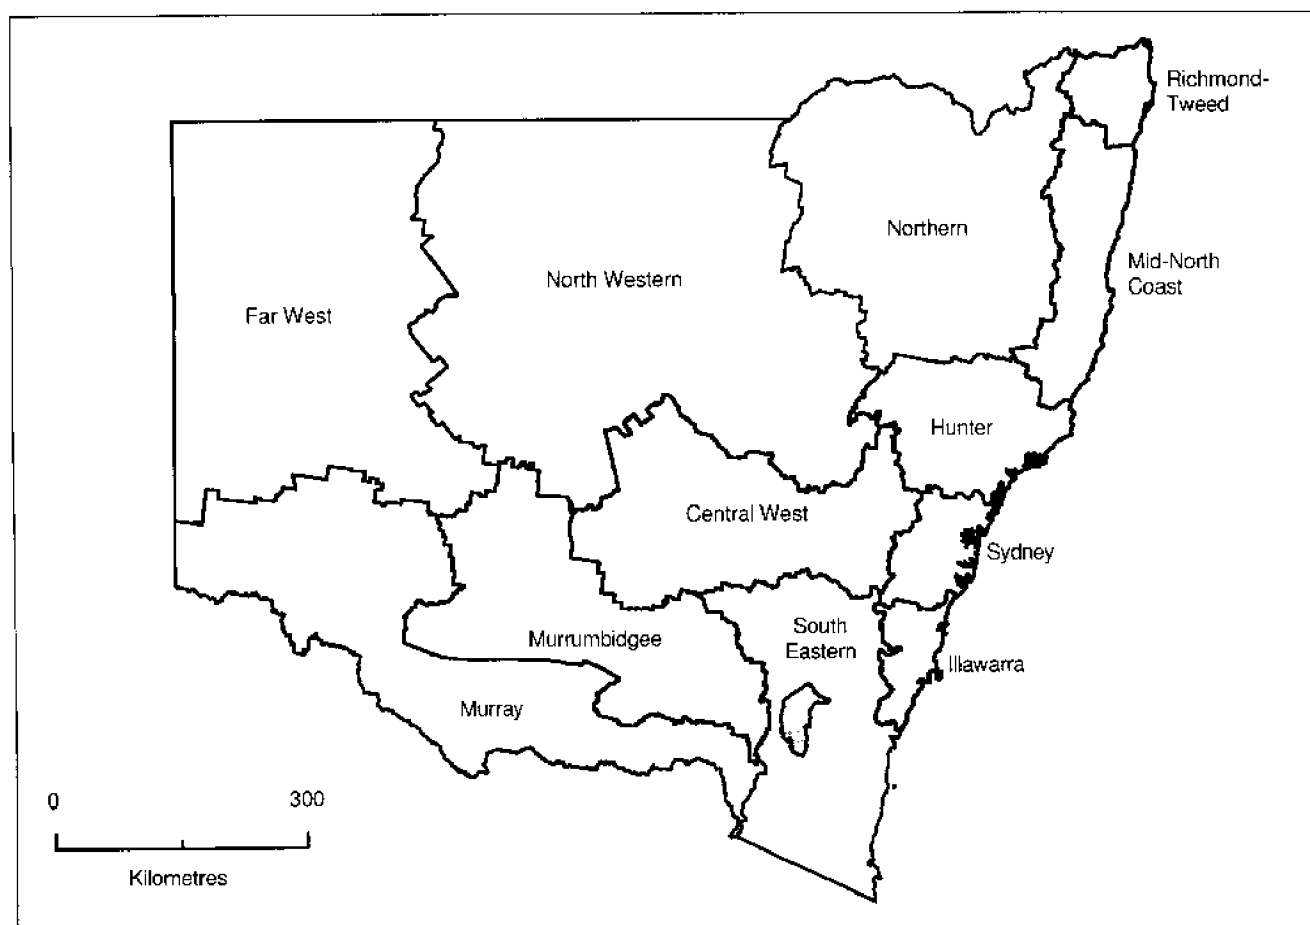 Richmond-
Tweed
Northern
Mid-North
Coast
North Western
Far West
Hunter
Central West
Sydney
South
Eastern
Murrumbidgee
Illawarra
Murray
0 300
Kilometres